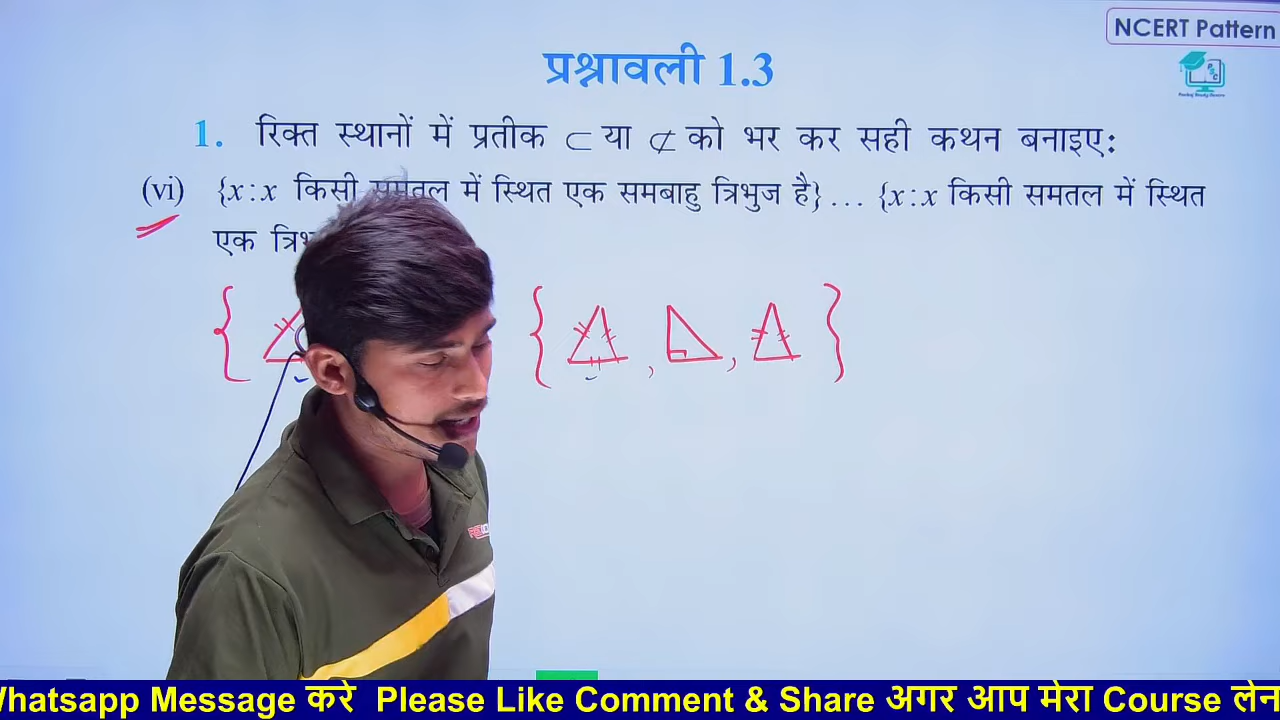 NCERT Pattern
प्रश्नावली 1.3
1. रिक्त स्थानों में प्रतीक ⊂ या ⊄ को भर कर सही कथन बनाइए:
(vi) {x : x किसी समतल में स्थित एक समबाहु त्रिभुज है} ... {x : x किसी समतल में स्थित
एक
Whatsapp Message करे Please Like Comment & Share अगर आप मेरा Course लेन